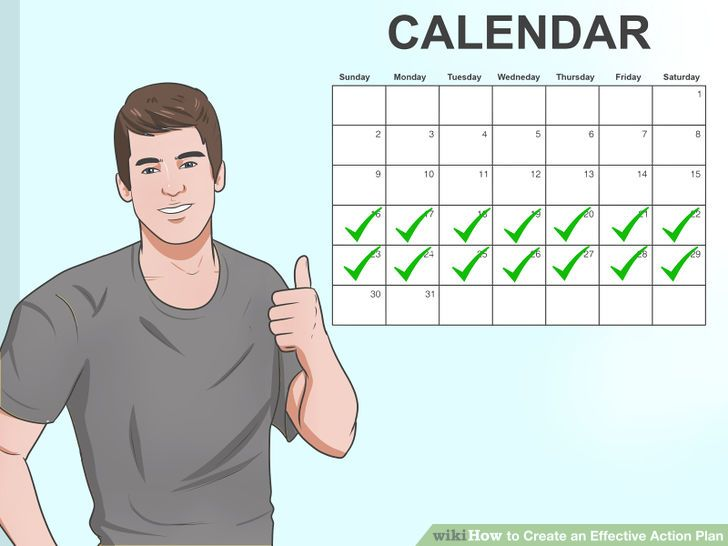 CALENDAR
Sunday Monday Tuesday Wednesday Thursday Friday Saturday
1
2 3 4 5 6 7 8
9 10 11 12 13 14 15
16 17 18 19 20 21 22
23 24 25 26 27 28 29
30 31
wikiHow to Create an Effective Action Plan